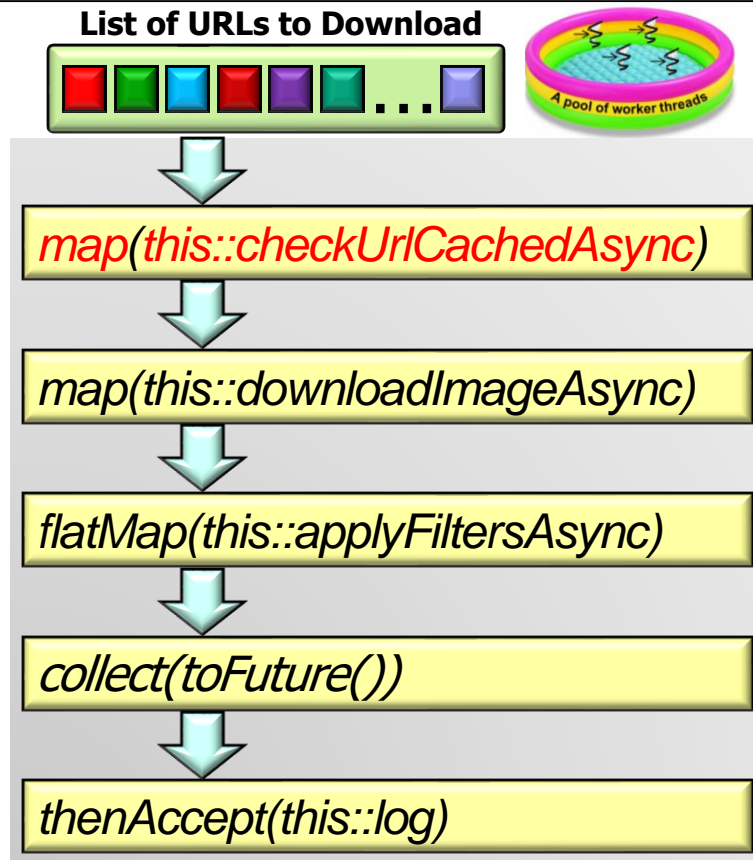 List of URLs to Download
...
A pool of worker threads
map(this::checkUrlCachedAsync)
map(this::downloadImageAsync)
flatMap(this::applyFiltersAsync)
collect(toFuture())
thenAccept(this::log)